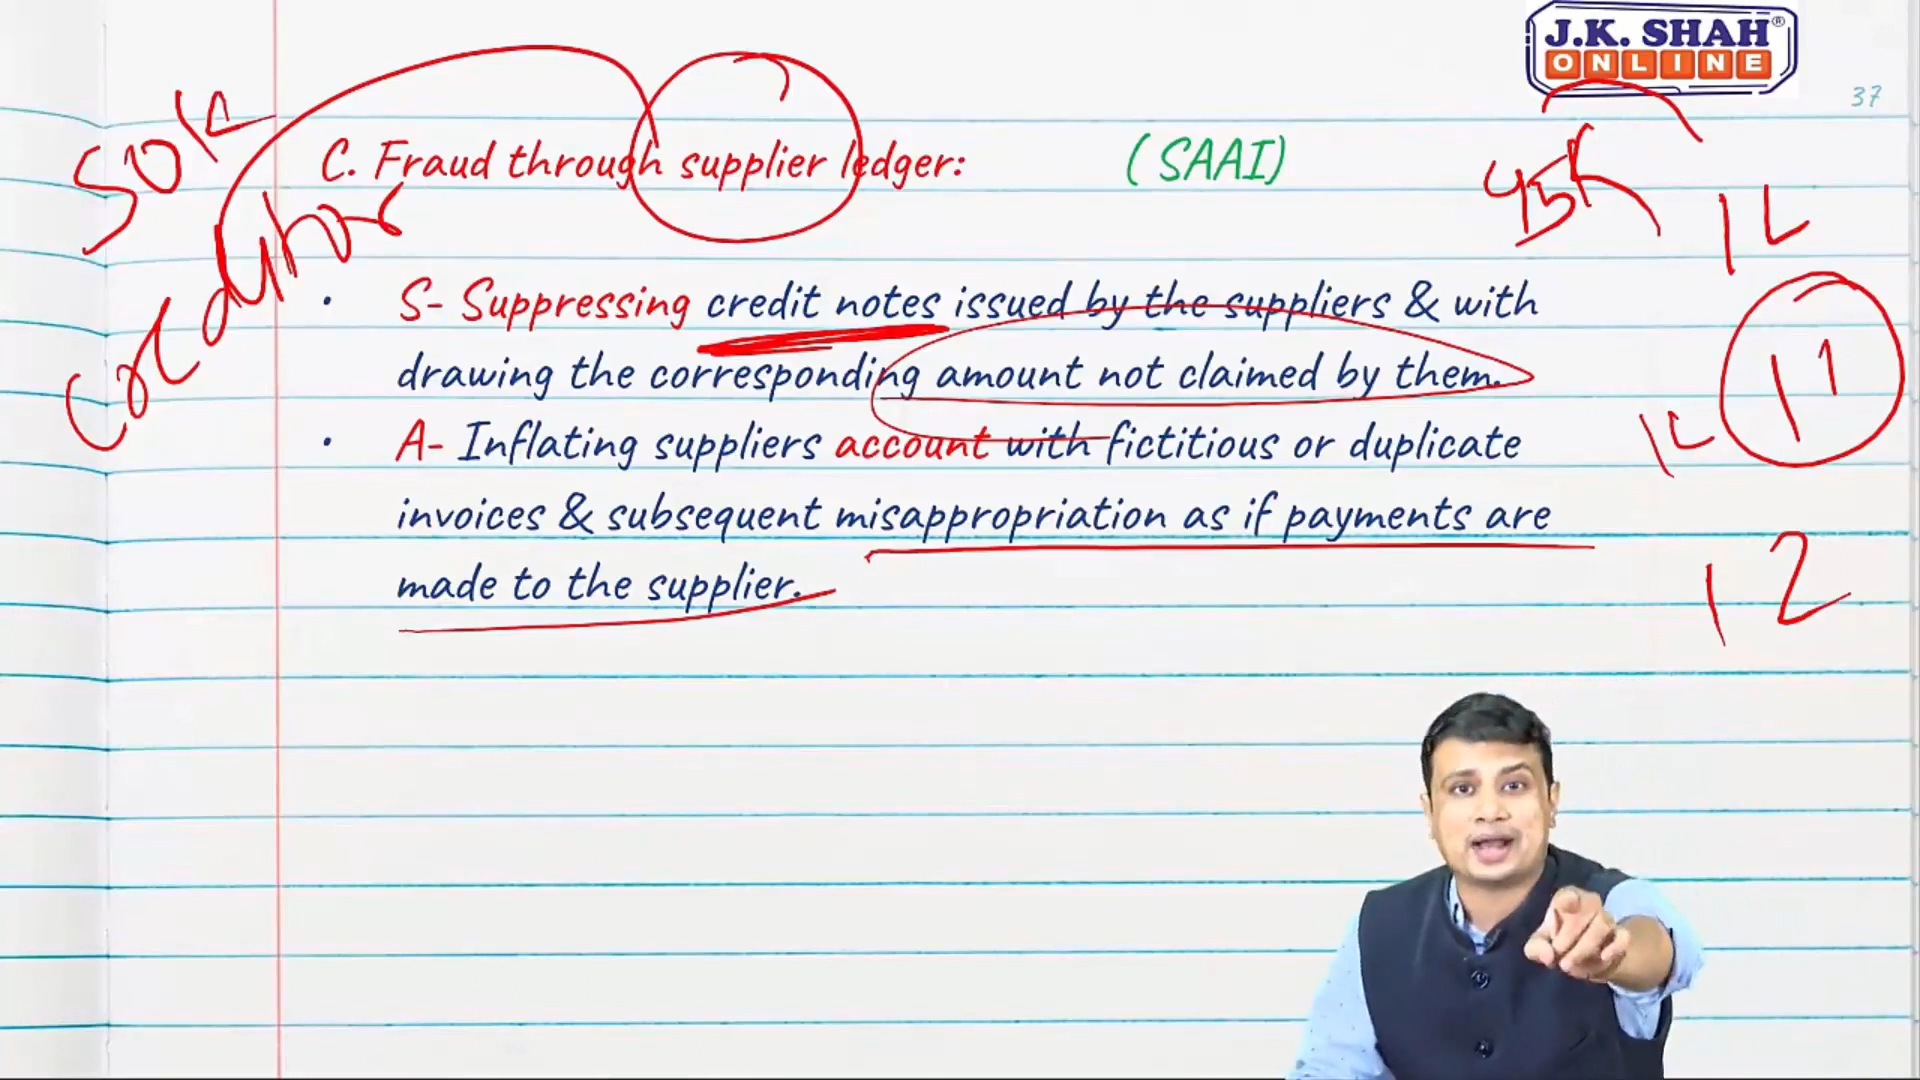 J.K. SHAH®
ONLINE
37
50K
C. Fraud through supplier ledger:
(SAAI)
45K
1L
• S- Suppressing credit notes issued by the suppliers & with
drawing the corresponding amount not claimed by them.
11
1L
• A- Inflating suppliers account with fictitious or duplicate
invoices & subsequent misappropriation as if payments are
made to the supplier.
12